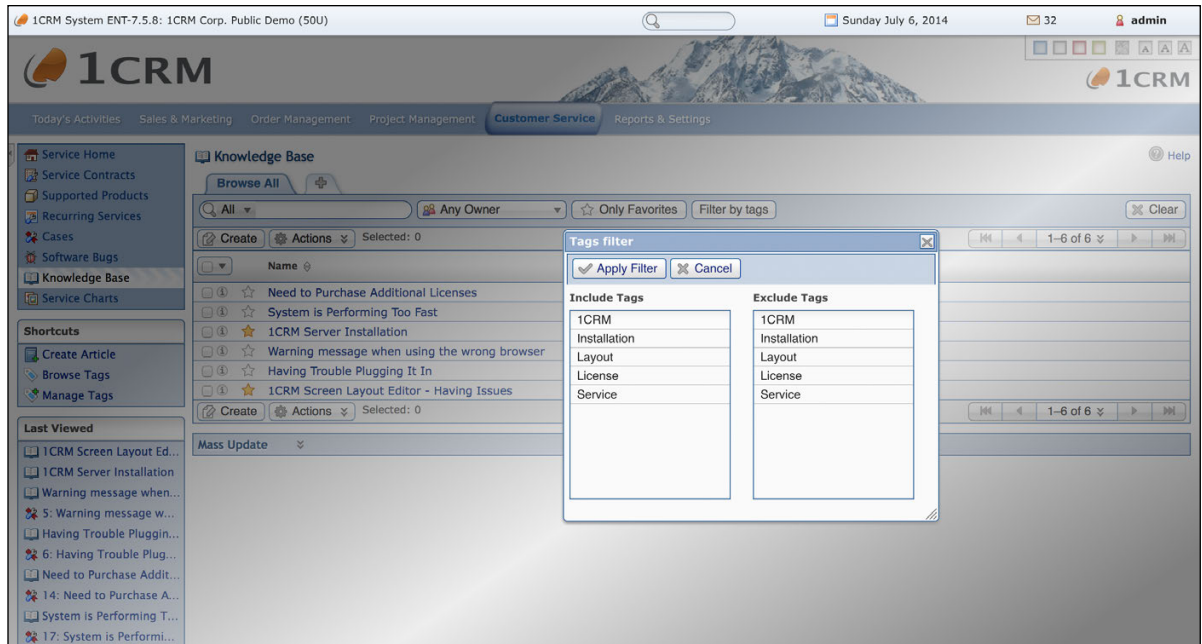 1CRM System ENT-7.5.8: 1CRM Corp. Public Demo (50U)
Sunday July 6, 2014
32
admin
1CRM
A A A
1CRM
Today's Activities Sales & Marketing Order Management Project Management Customer Service Reports & Settings
Service Home
Service Contracts
Supported Products
Recurring Services
Cases
Software Bugs
Knowledge Base
Service Charts
Shortcuts
Create Article
Browse Tags
Manage Tags
Last Viewed
1CRM Screen Layout Ed...
1CRM Server Installation
Warning message when...
5: Warning message w...
Having Trouble Pluggin...
6: Having Trouble Plug...
Need to Purchase Addit...
14: Need to Purchase A...
System is Performing T...
17: System is Performi...
Knowledge Base
Help
Browse All
All Any Owner Only Favorites Filter by tags Clear
Create Actions Selected: 0 1–6 of 6
Name
Need to Purchase Additional Licenses
System is Performing Too Fast
1CRM Server Installation
Warning message when using the wrong browser
Having Trouble Plugging It In
1CRM Screen Layout Editor - Having Issues
Create Actions Selected: 0 1–6 of 6
Mass Update
Tags filter
Apply Filter Cancel
Include Tags
1CRM
Installation
Layout
License
Service
Exclude Tags
1CRM
Installation
Layout
License
Service